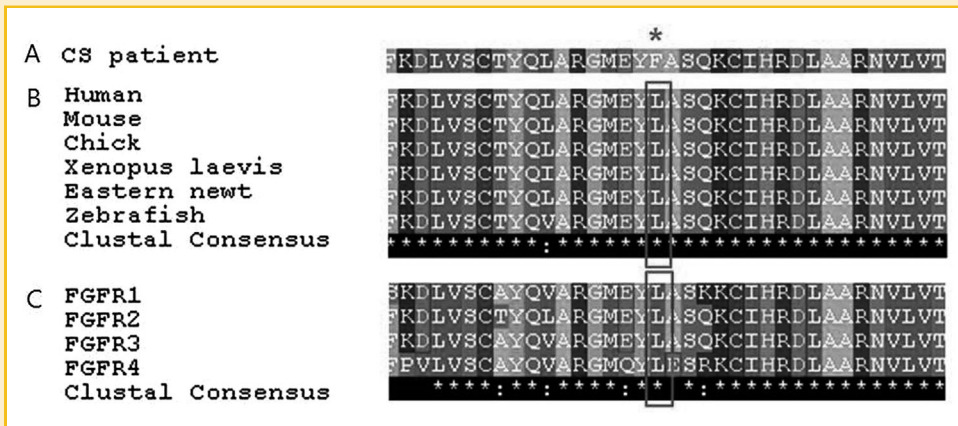 *
A CS patient FKDLVSCTYQLARGMEYFASQKCIHRDLAARNVLVT
B Human FKDLVSCTYQLARGMEYLASQKCIHRDLAARNVLVT
Mouse FKDLVSCTYQLARGMEYLASQKCIHRDLAARNVLVT
Chick FKDLVSCTYQLARGMEYLASQKCIHRDLAARNVLVT
Xenopus laevis FKDLVSCTYQIARGMEYLASQKCIHRDLAARNVLVT
Eastern newt FKDLVSCTYQLARGMEYLASQKCIHRDLAARNVLVT
Zebrafish FKDLVSCTYQVARGMEYLASQKCIHRDLAARNVLVT
Clustal Consensus **********:*************************
C FGFR1 SKDLVSCAYQVARGMEYLASKKCIHRDLAARNVLVT
FGFR2 FKDLVSCTYQLARGMEYLASQKCIHRDLAARNVLVT
FGFR3 FKDLVSCAYQVARGMEYLASQKCIHRDLAARNVLVT
FGFR4 FPVLVSCAYQVARGMQYLESRKCIHRDLAARNVLVT
Clustal Consensus ****:**:****:** *:***************